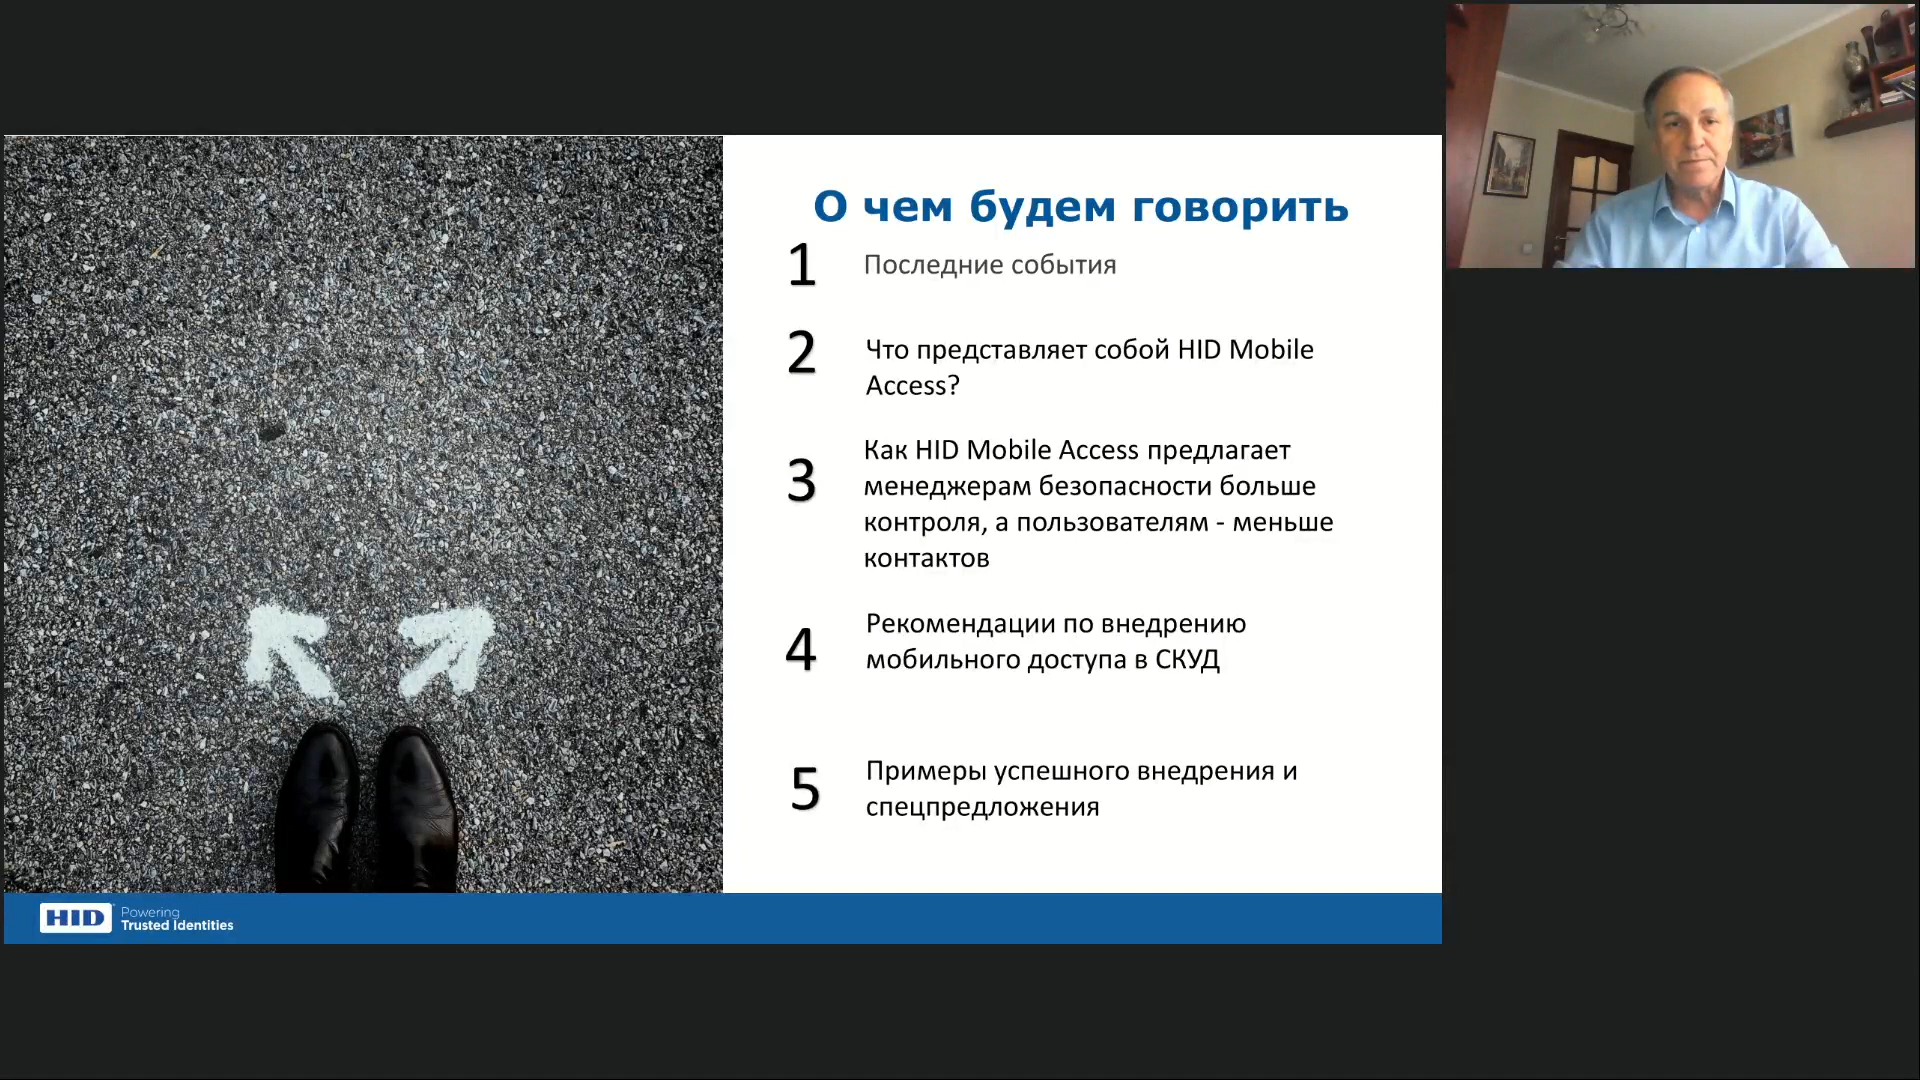 О чем будем говорить
1
Последние события
2
Что представляет собой HID Mobile
Access?
3
Как HID Mobile Access предлагает
менеджерам безопасности больше
контроля, а пользователям - меньше
контактов
4
Рекомендации по внедрению
мобильного доступа в СКУД
5
Примеры успешного внедрения и
спецпредложения
HID
Powering
Trusted Identities